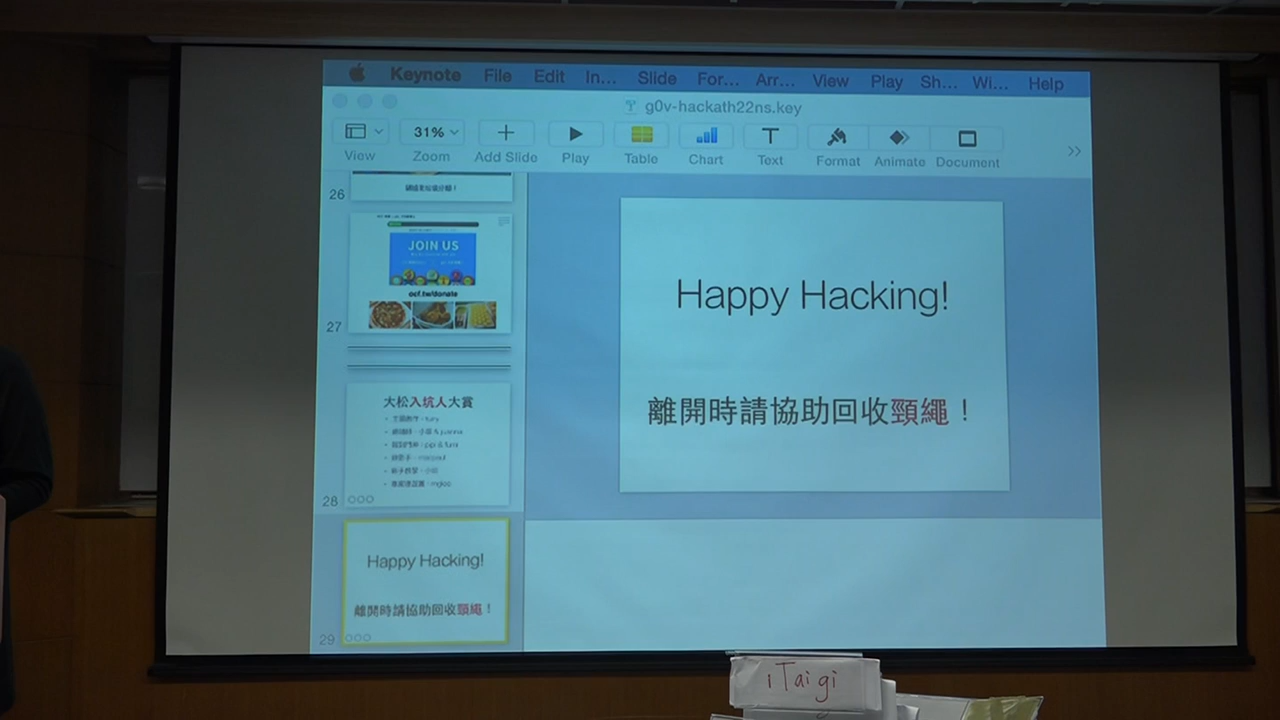 Keynote File Edit In... Slide For... Arr... View Play Sh... Wi... Help
g0v-hackath22ns.key
31%
View Zoom Add Slide Play Table Chart Text Format Animate Document
26
JOIN US
ocf.tw/donate
27
大松入坑人大賞
28
Happy Hacking!
離開時請協助回收頸繩！
29
Happy Hacking!
離開時請協助回收頸繩！
iTaigi